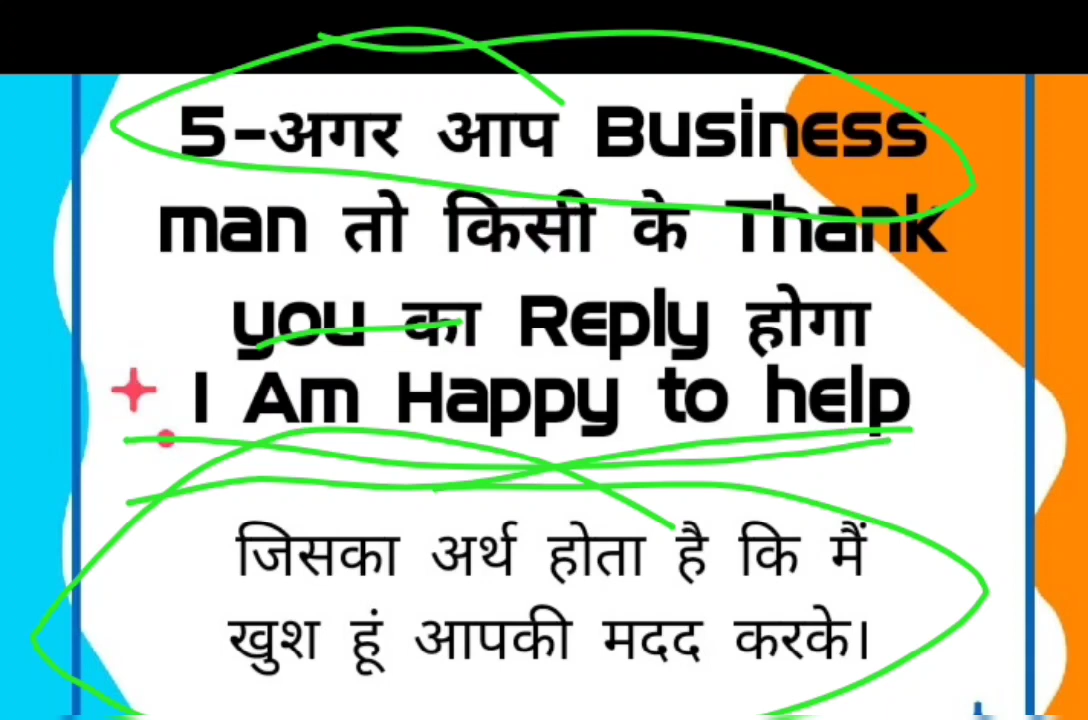 5-अगर आप Business
man तो किसी के Thank
you का Reply होगा
I Am Happy to help
जिसका अर्थ होता है कि मैं
खुश हूं आपकी मदद करके।